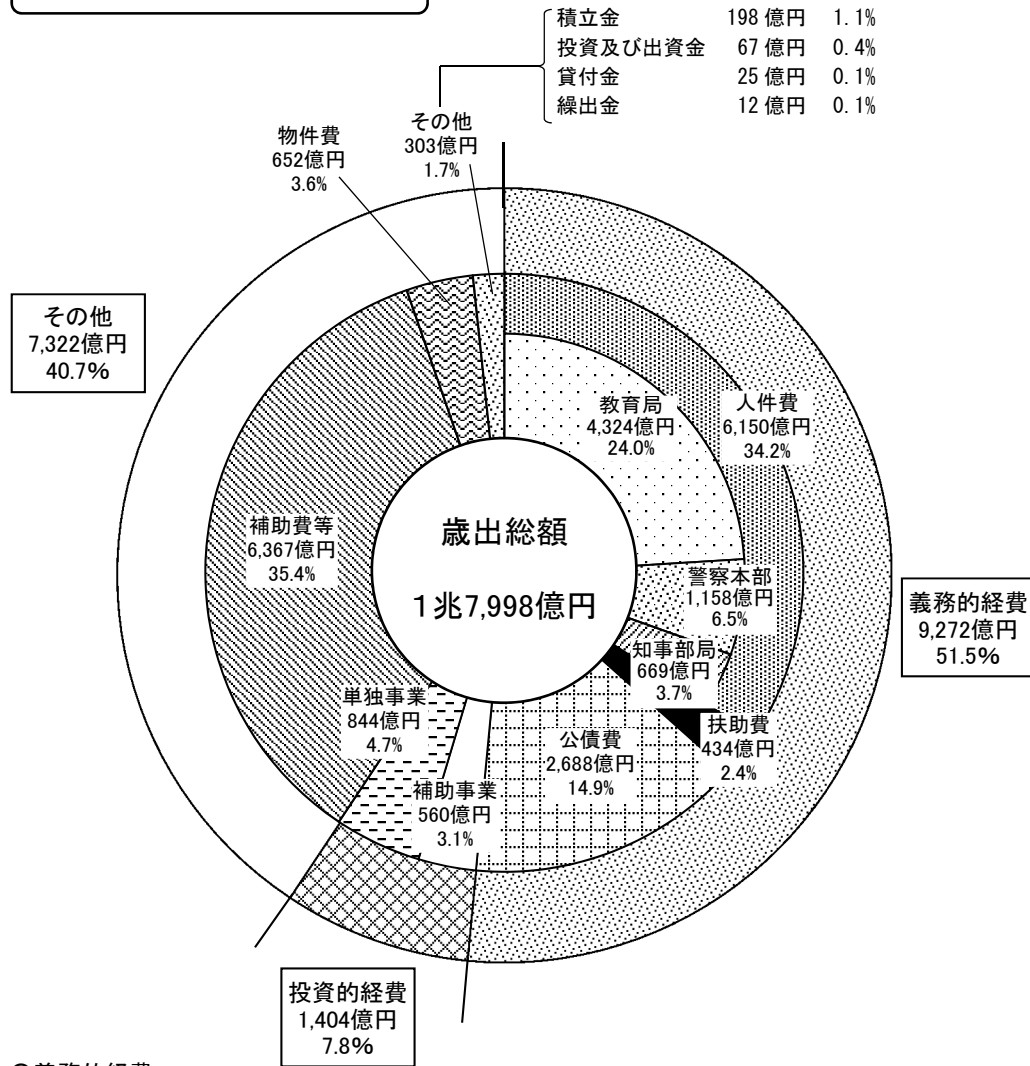 積立金 198 億円 1.1%
投資及び出資金 67 億円 0.4%
貸付金 25 億円 0.1%
繰出金 12 億円 0.1%
その他
303億円
1.7%
物件費
652億円
3.6%
その他
7,322億円
40.7%
教育局
4,324億円
24.0%
人件費
6,150億円
34.2%
歳出総額
1兆7,998億円
補助費等
6,367億円
35.4%
警察本部
1,158億円
6.5%
義務的経費
9,272億円
51.5%
知事部局
669億円
3.7%
扶助費
434億円
2.4%
単独事業
844億円
4.7%
公債費
2,688億円
14.9%
補助事業
560億円
3.1%
投資的経費
1,404億円
7.8%